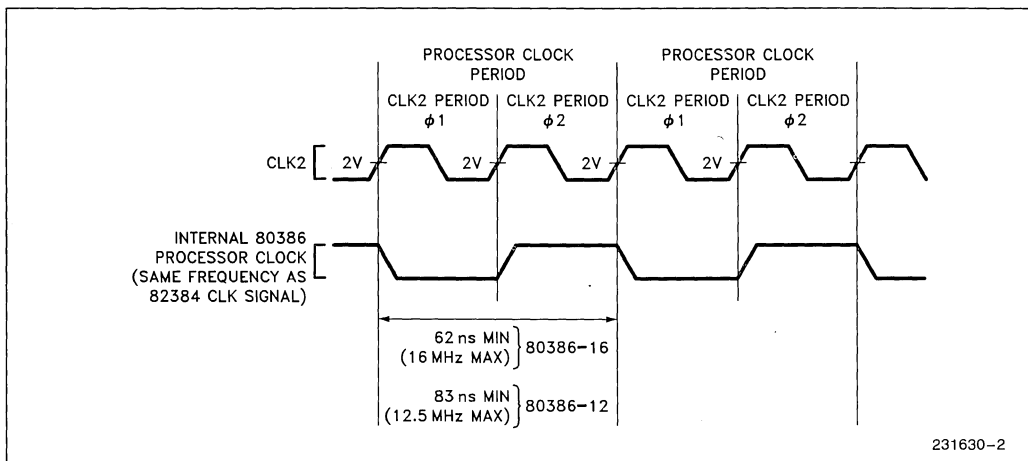 PROCESSOR CLOCK
PERIOD
PROCESSOR CLOCK
PERIOD
CLK2 PERIOD
ϕ1
CLK2 PERIOD
ϕ2
CLK2 PERIOD
ϕ1
CLK2 PERIOD
ϕ2
CLK2
2V
2V
2V
2V
INTERNAL 80386
PROCESSOR CLOCK
(SAME FREQUENCY AS
82384 CLK SIGNAL)
62 ns MIN
(16 MHz MAX)
80386-16
83 ns MIN
(12.5 MHz MAX)
80386-12
231630-2